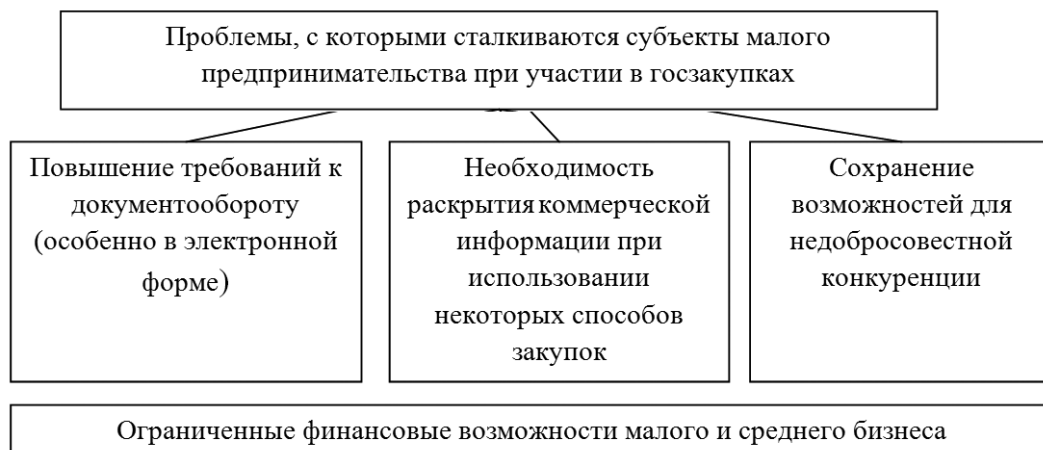 Проблемы, с которыми сталкиваются субъекты малого
предпринимательства при участии в госзакупках
Повышение требований к
документообороту
(особенно в электронной
форме)
Необходимость
раскрытия коммерческой
информации при
использовании
некоторых способов
закупок
Сохранение
возможностей для
недобросовестной
конкуренции
Ограниченные финансовые возможности малого и среднего бизнеса